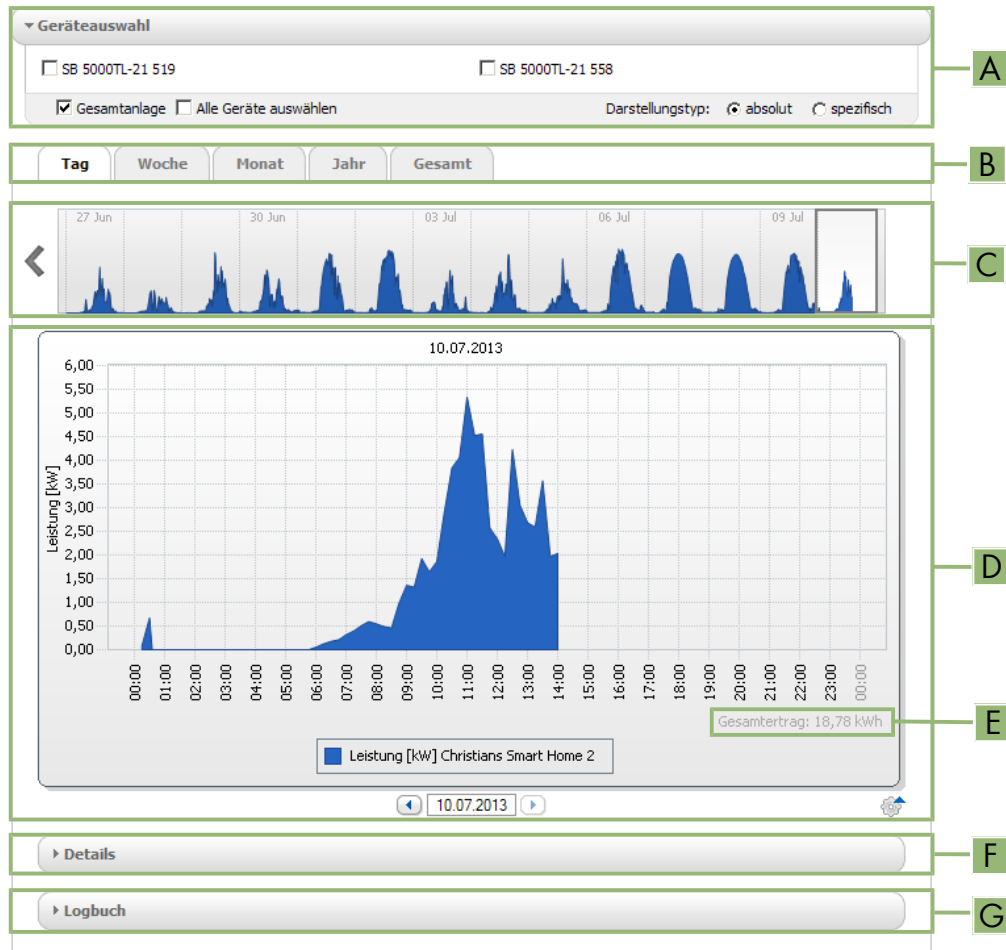 Geräteauswahl
SB 5000TL-21 519 SB 5000TL-21 558
A
Gesamtanlage Alle Geräte auswählen Darstellungstyp: absolut spezifisch
Tag Woche Monat Jahr Gesamt
B
27 Jun 30 Jun 03 Jul 06 Jul 09 Jul
C
10.07.2013
6,00
5,50
5,00
4,50
4,00
3,50
3,00
2,50
2,00
1,50
1,00
0,50
0,00
Leistung [kW]
D
00:00 01:00 02:00 03:00 04:00 05:00 06:00 07:00 08:00 09:00 10:00 11:00 12:00 13:00 14:00 15:00 16:00 17:00 18:00 19:00 20:00 21:00 22:00 23:00 00:00
Gesamtertrag: 18,78 kWh
E
Leistung [kW] Christians Smart Home 2
10.07.2013
Details
F
Logbuch
G